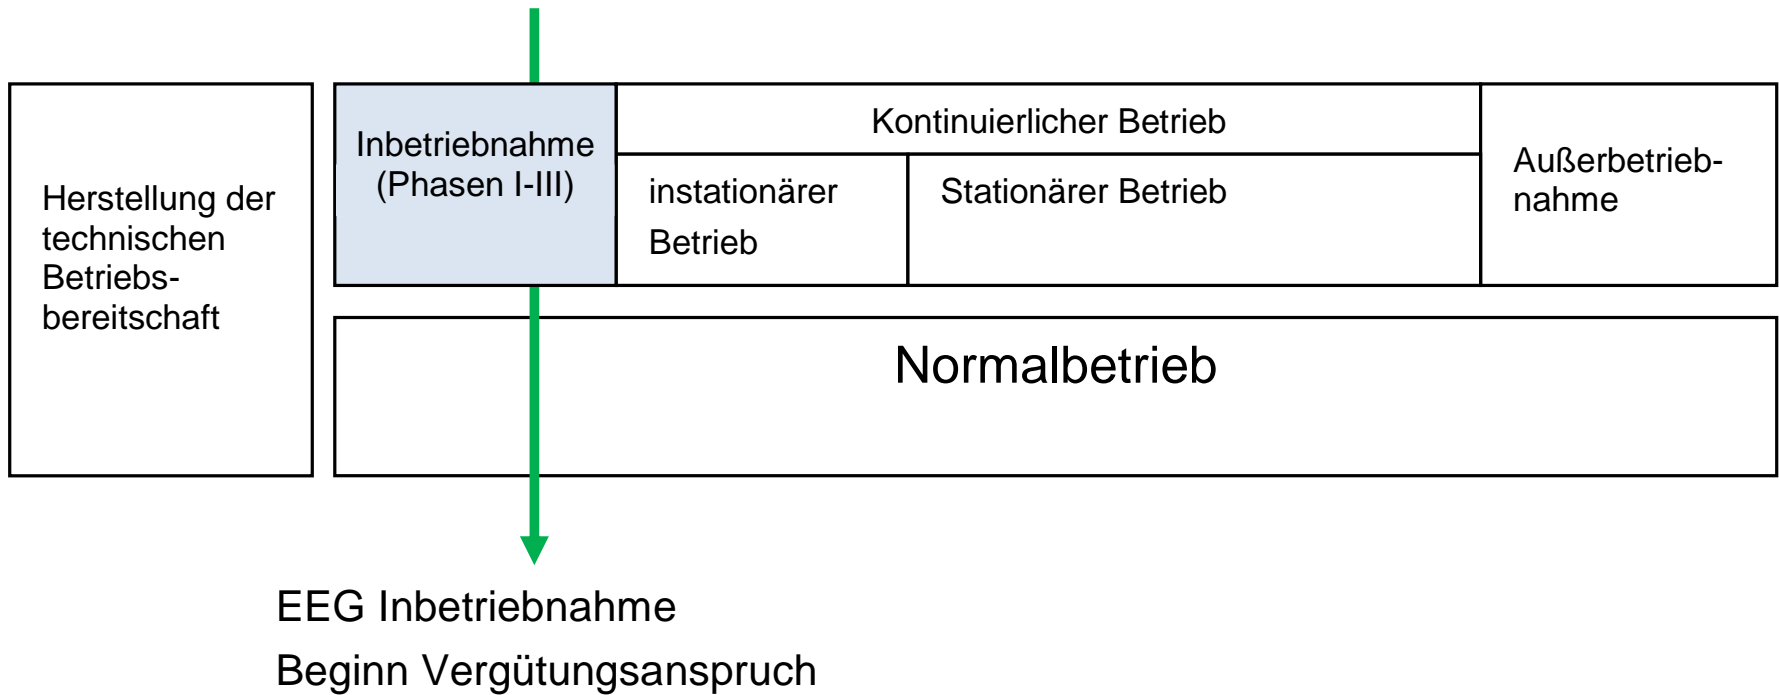 Herstellung der
technischen
Betriebs-
bereitschaft
Inbetriebnahme
(Phasen I-III)
Kontinuierlicher Betrieb
instationärer
Betrieb
Stationärer Betrieb
Außerbetrieb-
nahme
Normalbetrieb
EEG Inbetriebnahme
Beginn Vergütungsanspruch